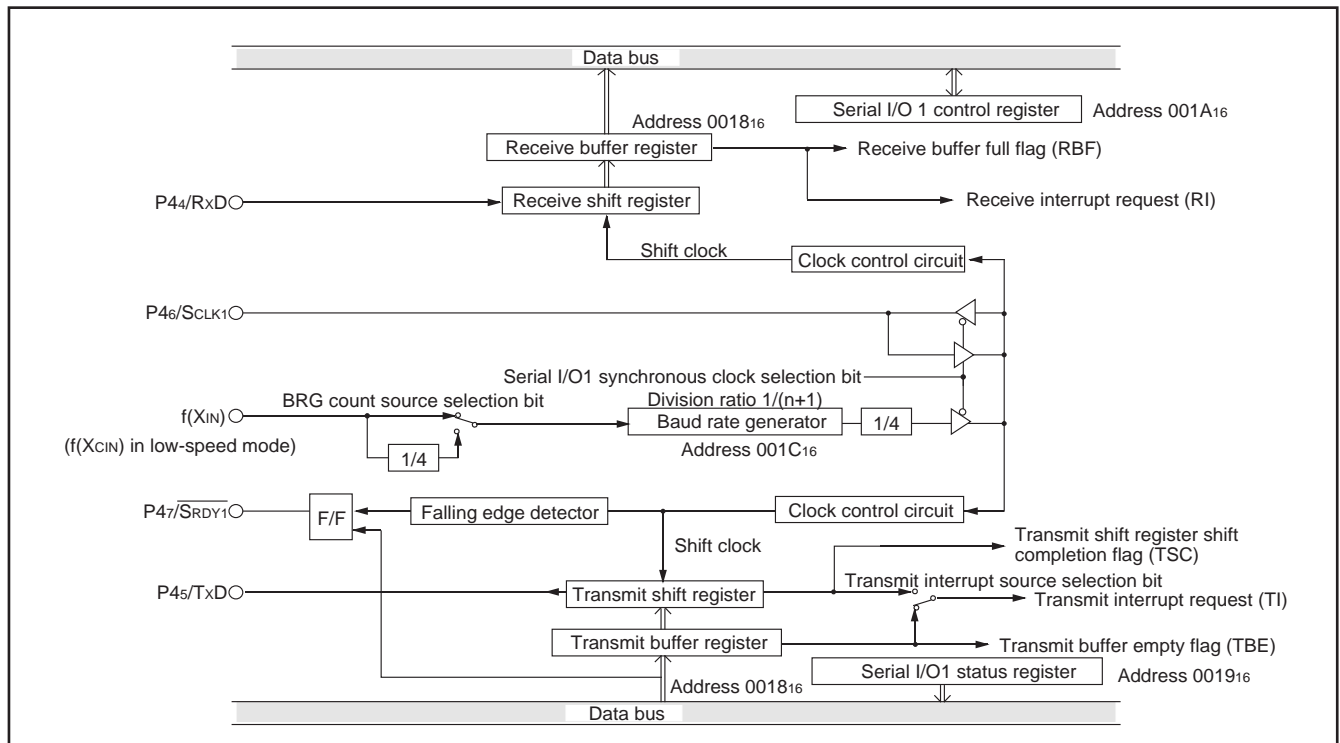 Data bus
Serial I/O 1 control register
Address 001A16
Address 001816
Receive buffer register
Receive buffer full flag (RBF)
P44/RXD
Receive shift register
Receive interrupt request (RI)
Shift clock
Clock control circuit
P46/SCLK1
Serial I/O1 synchronous clock selection bit
BRG count source selection bit
Division ratio 1/(n+1)
f(XIN)
Baud rate generator
1/4
(f(XCIN) in low-speed mode)
1/4
Address 001C16
P47/SRDY1
F/F
Falling edge detector
Clock control circuit
Shift clock
Transmit shift register shift
completion flag (TSC)
P45/TXD
Transmit shift register
Transmit interrupt source selection bit
Transmit interrupt request (TI)
Transmit buffer register
Transmit buffer empty flag (TBE)
Address 001816
Serial I/O1 status register
Address 001916
Data bus